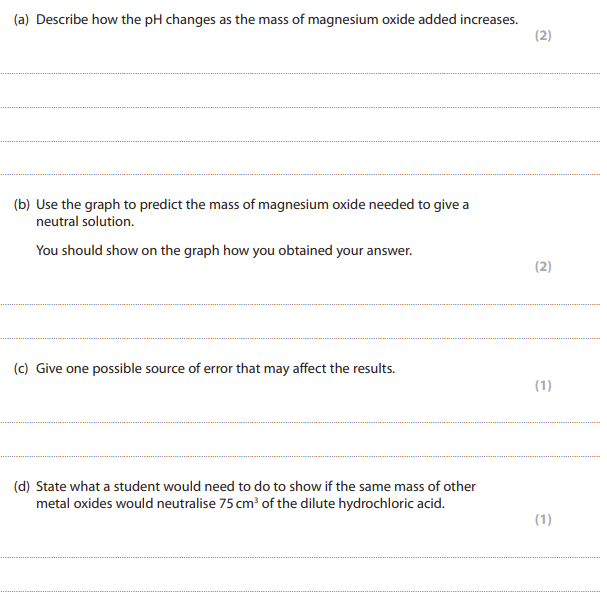 (a) Describe how the pH changes as the mass of magnesium oxide added increases.
(2)
(b) Use the graph to predict the mass of magnesium oxide needed to give a
neutral solution.
You should show on the graph how you obtained your answer.
(2)
(c) Give one possible source of error that may affect the results.
(1)
(d) State what a student would need to do to show if the same mass of other
metal oxides would neutralise 75 cm³ of the dilute hydrochloric acid.
(1)